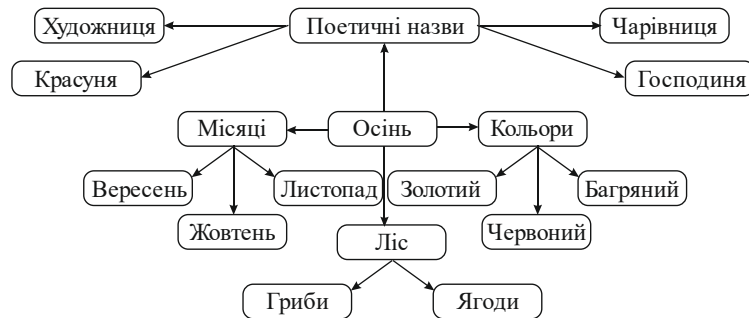 Художниця
Поетичні назви
Чарівниця
Красуня
Господиня
Місяці
Осінь
Кольори
Вересень
Листопад
Золотий
Багряний
Жовтень
Червоний
Ліс
Гриби
Ягоди